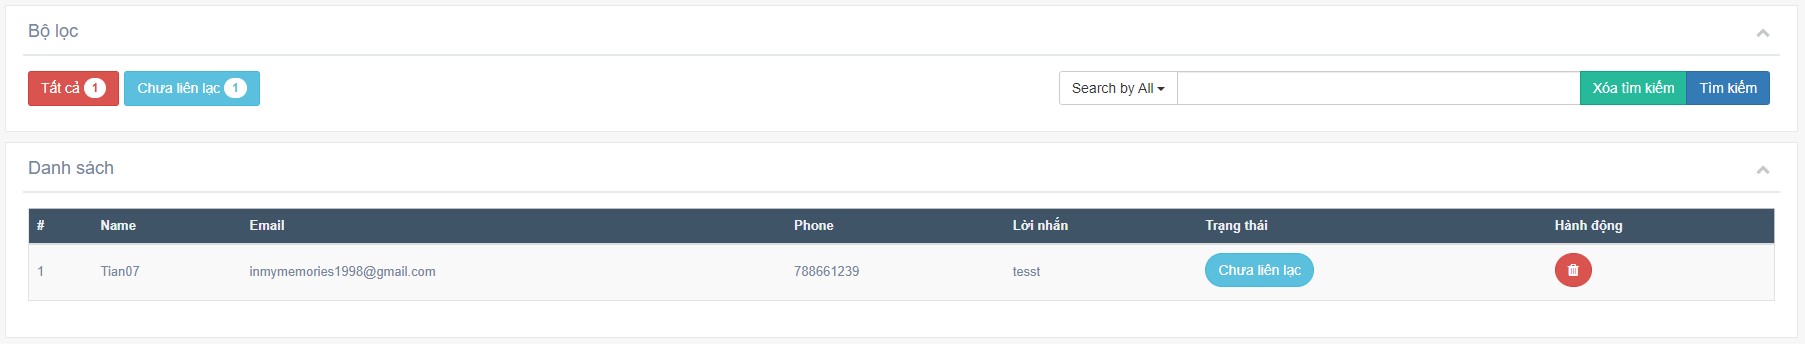 Bộ lọc
Tất cả 1 Chưa liên lạc 1 Search by All Xóa tìm kiếm Tìm kiếm
Danh sách
# Name Email Phone Lời nhắn Trạng thái Hành động
1 Tian07 inmymemories1998@gmail.com 788661239 tesst Chưa liên lạc